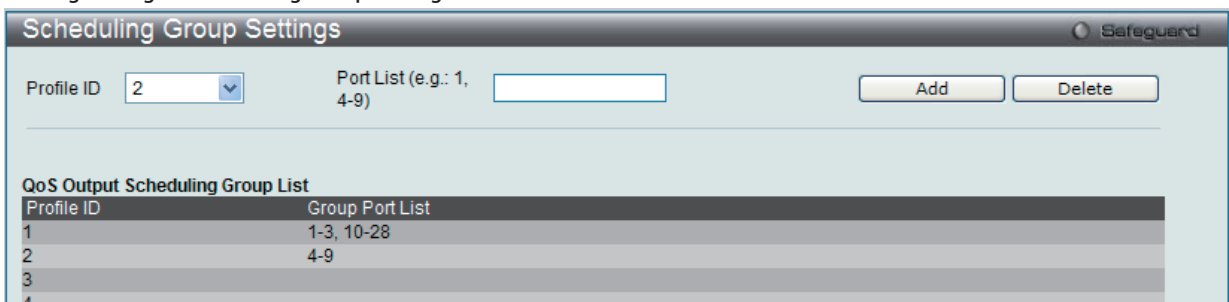 Scheduling Group Settings
Safeguard
Profile ID 2 Port List (e.g.: 1, 4-9) Add Delete
QoS Output Scheduling Group List
Profile ID Group Port List
1 1-3, 10-28
2 4-9
3